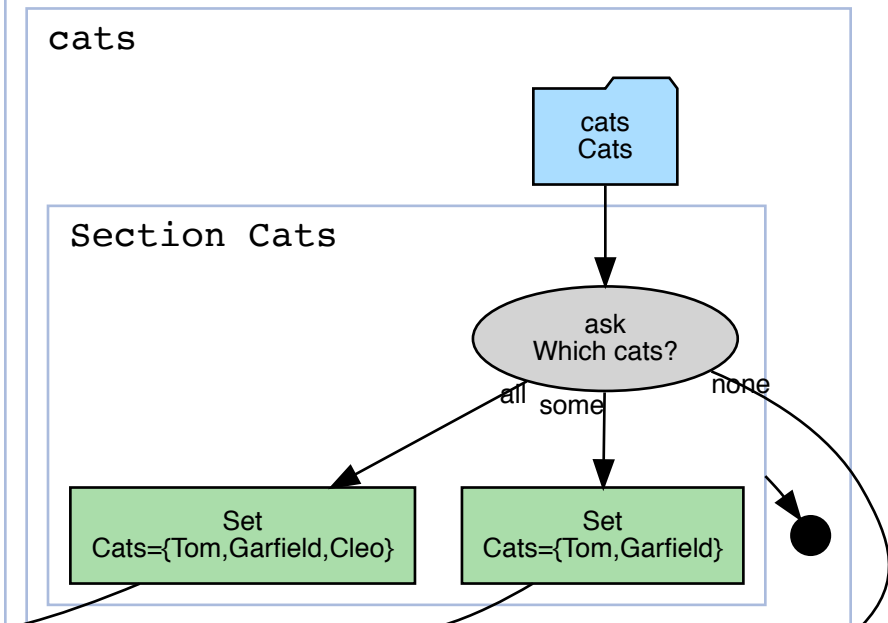 cats
cats
Cats
Section Cats
ask
Which cats?
all
some
none
Set
Cats={Tom,Garfield,Cleo}
Set
Cats={Tom,Garfield}